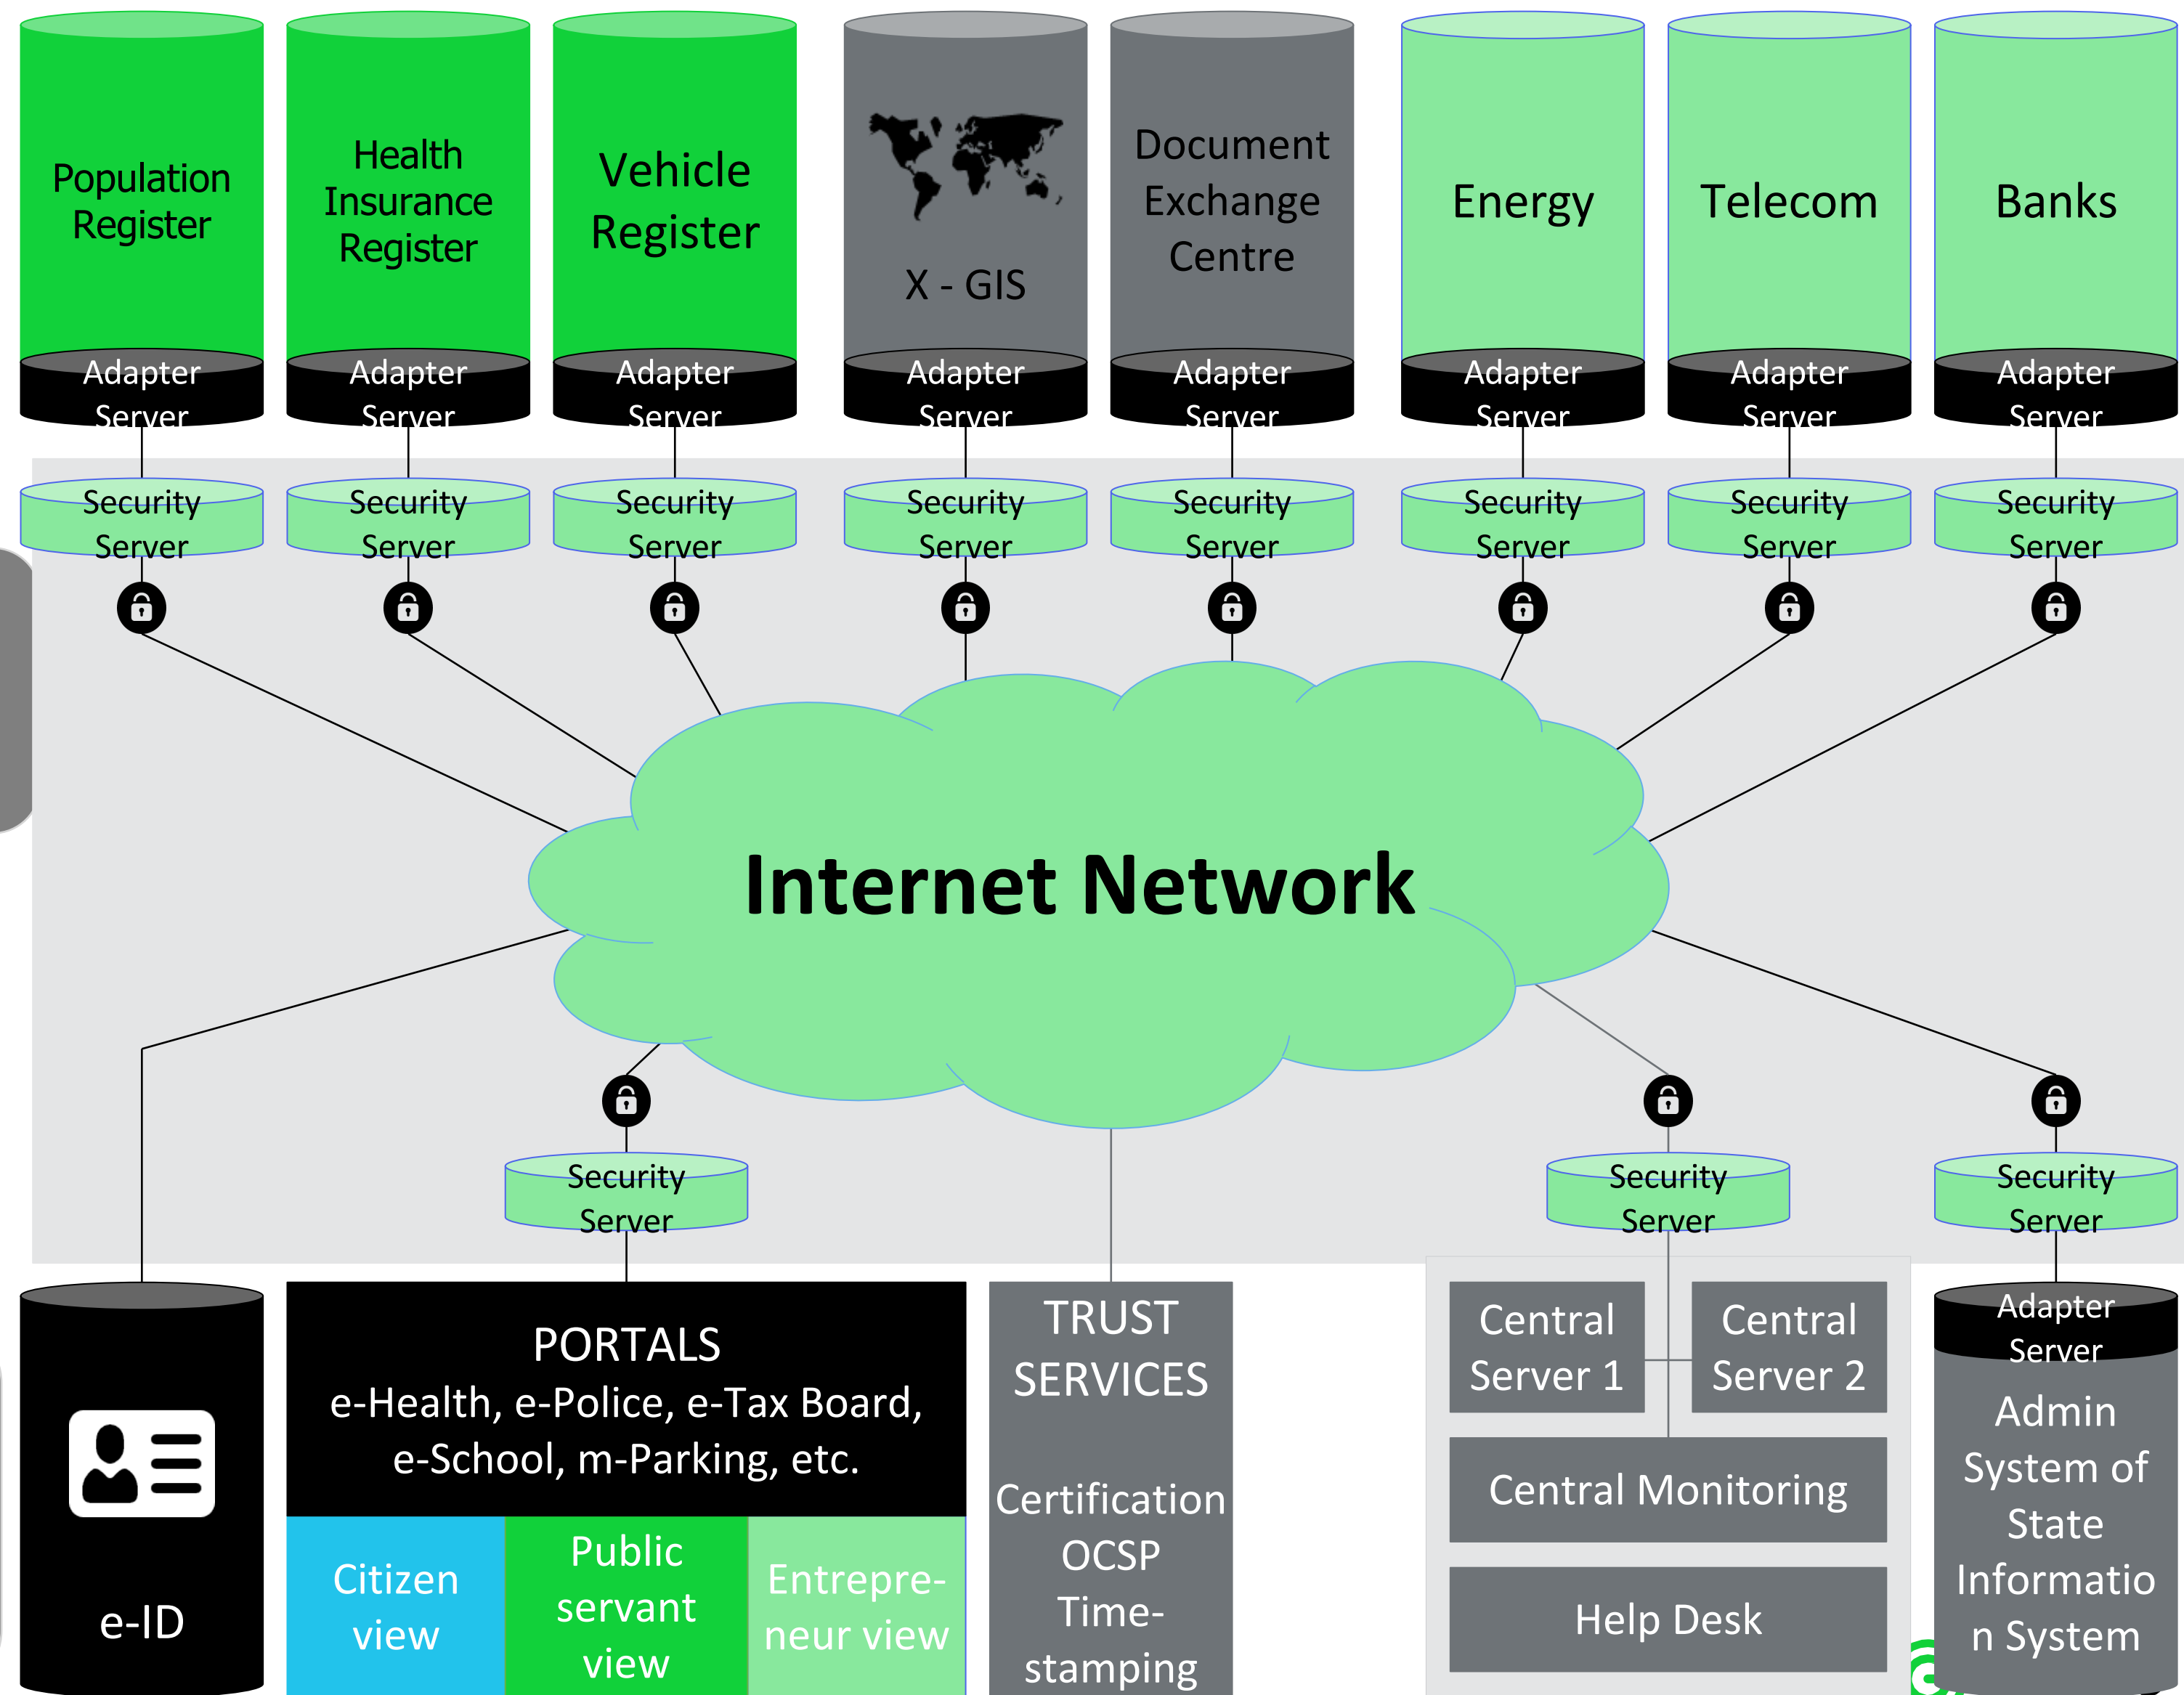 Population
Register
Health
Insurance
Register
Vehicle
Register
X - GIS
Document
Exchange
Centre
Energy
Telecom
Banks
Adapter
Server
Adapter
Server
Adapter
Server
Adapter
Server
Adapter
Server
Adapter
Server
Adapter
Server
Adapter
Server
Security
Server
Security
Server
Security
Server
Security
Server
Security
Server
Security
Server
Security
Server
Security
Server
Internet Network
Security
Server
Security
Server
Security
Server
e-ID
PORTALS
e-Health, e-Police, e-Tax Board,
e-School, m-Parking, etc.
Citizen
view
Public
servant
view
Entrepre-
neur view
TRUST
SERVICES
Certification
OCSP
Time-
stamping
Central
Server 1
Central
Server 2
Central Monitoring
Help Desk
Adapter
Server
Admin
System of
State
Informatio
n System